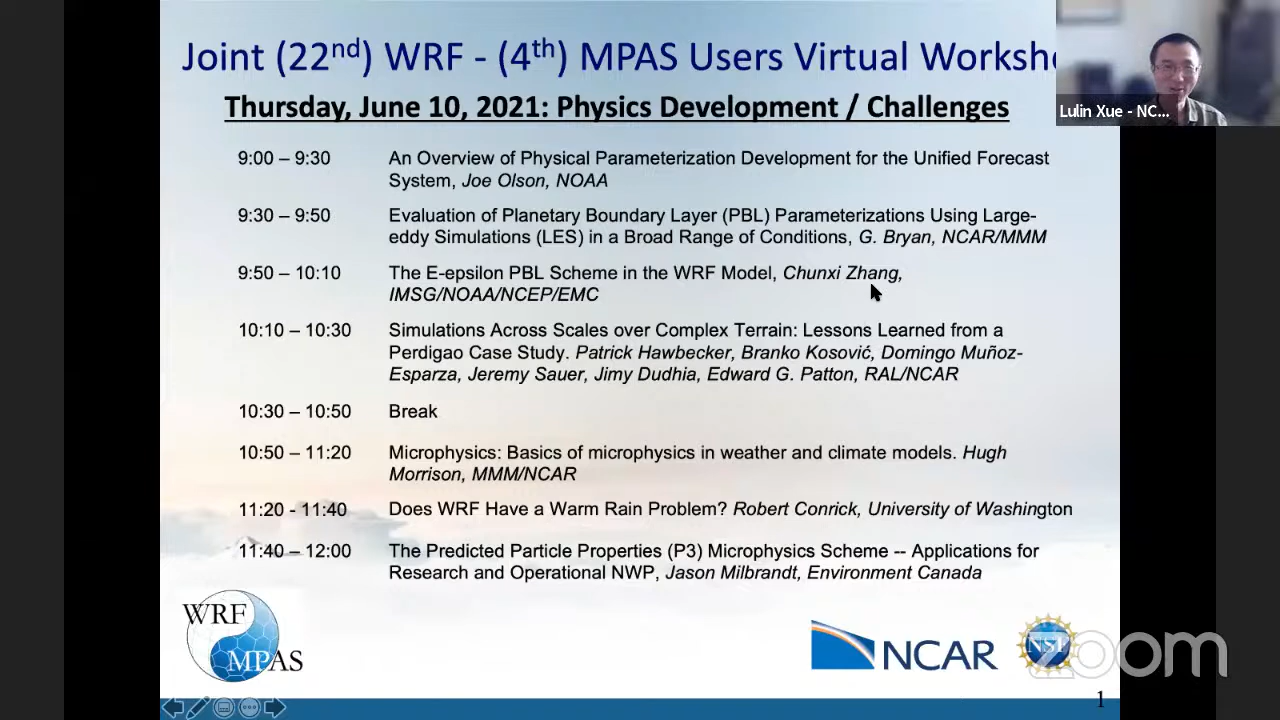 Joint (22nd) WRF - (4th) MPAS Users Virtual Worksho
Lulin Xue - NC...
Thursday, June 10, 2021: Physics Development / Challenges
9:00 – 9:30 An Overview of Physical Parameterization Development for the Unified Forecast
System, Joe Olson, NOAA
9:30 – 9:50 Evaluation of Planetary Boundary Layer (PBL) Parameterizations Using Large-
eddy Simulations (LES) in a Broad Range of Conditions, G. Bryan, NCAR/MMM
9:50 – 10:10 The E-epsilon PBL Scheme in the WRF Model, Chunxi Zhang,
IMSG/NOAA/NCEP/EMC
10:10 – 10:30 Simulations Across Scales over Complex Terrain: Lessons Learned from a
Perdigao Case Study. Patrick Hawbecker, Branko Kosović, Domingo Muñoz-
Esparza, Jeremy Sauer, Jimy Dudhia, Edward G. Patton, RAL/NCAR
10:30 – 10:50 Break
10:50 – 11:20 Microphysics: Basics of microphysics in weather and climate models. Hugh
Morrison, MMM/NCAR
11:20 - 11:40 Does WRF Have a Warm Rain Problem? Robert Conrick, University of Washington
11:40 – 12:00 The Predicted Particle Properties (P3) Microphysics Scheme -- Applications for
Research and Operational NWP, Jason Milbrandt, Environment Canada
WRF
MPAS
NCAR
NSF
zoom
1